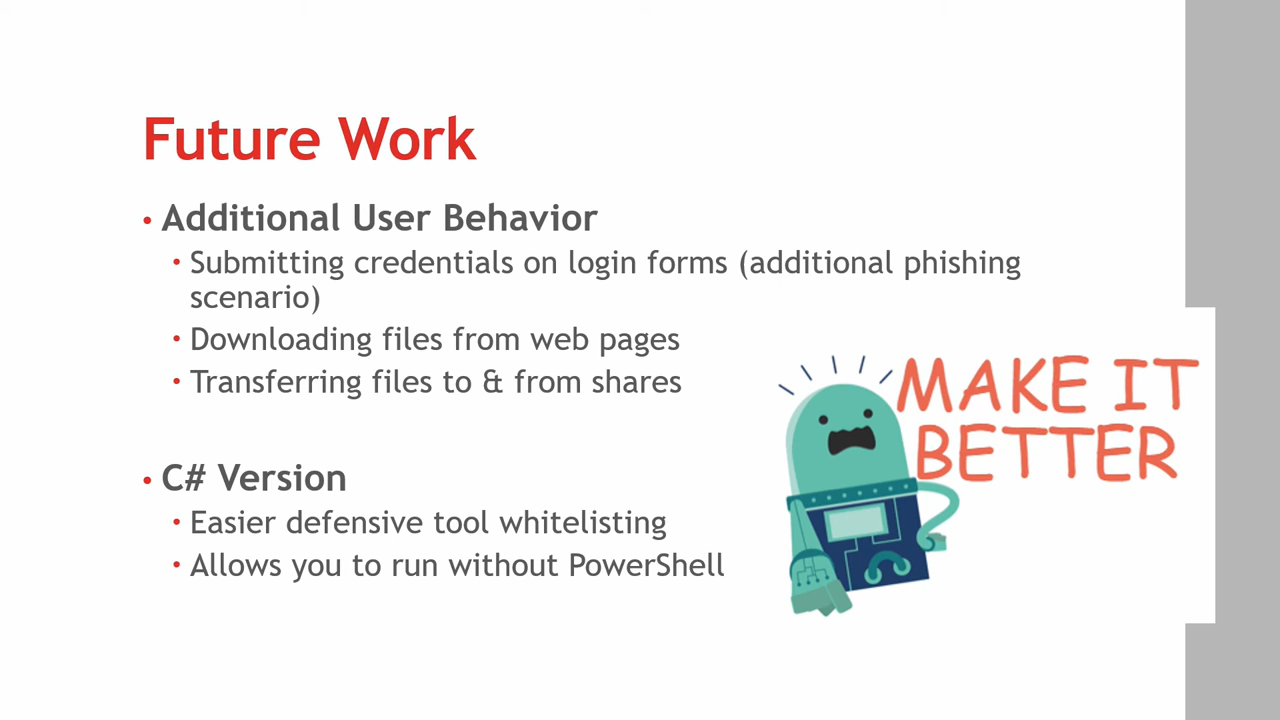 Future Work
• Additional User Behavior
• Submitting credentials on login forms (additional phishing
scenario)
• Downloading files from web pages
• Transferring files to & from shares
MAKE IT
BETTER
• C# Version
• Easier defensive tool whitelisting
• Allows you to run without PowerShell